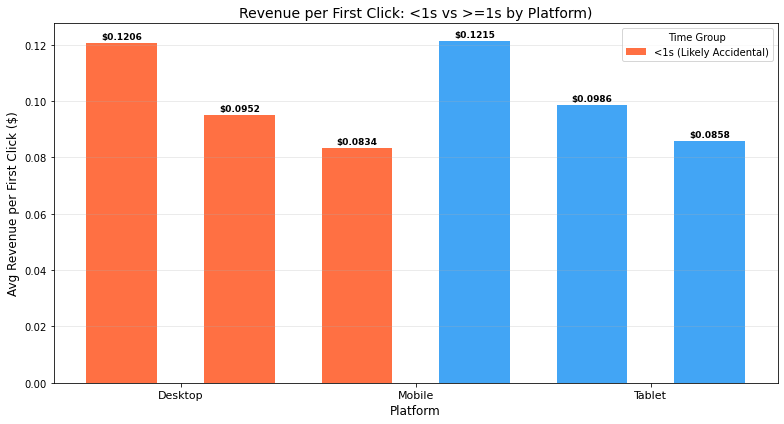 Revenue per First Click: <1s vs >=1s by Platform)
Time Group
<1s (Likely Accidental)
$0.1206
$0.0952
$0.0834
$0.1215
$0.0986
$0.0858
Avg Revenue per First Click ($)
0.12
0.10
0.08
0.06
0.04
0.02
0.00
Desktop
Mobile
Tablet
Platform